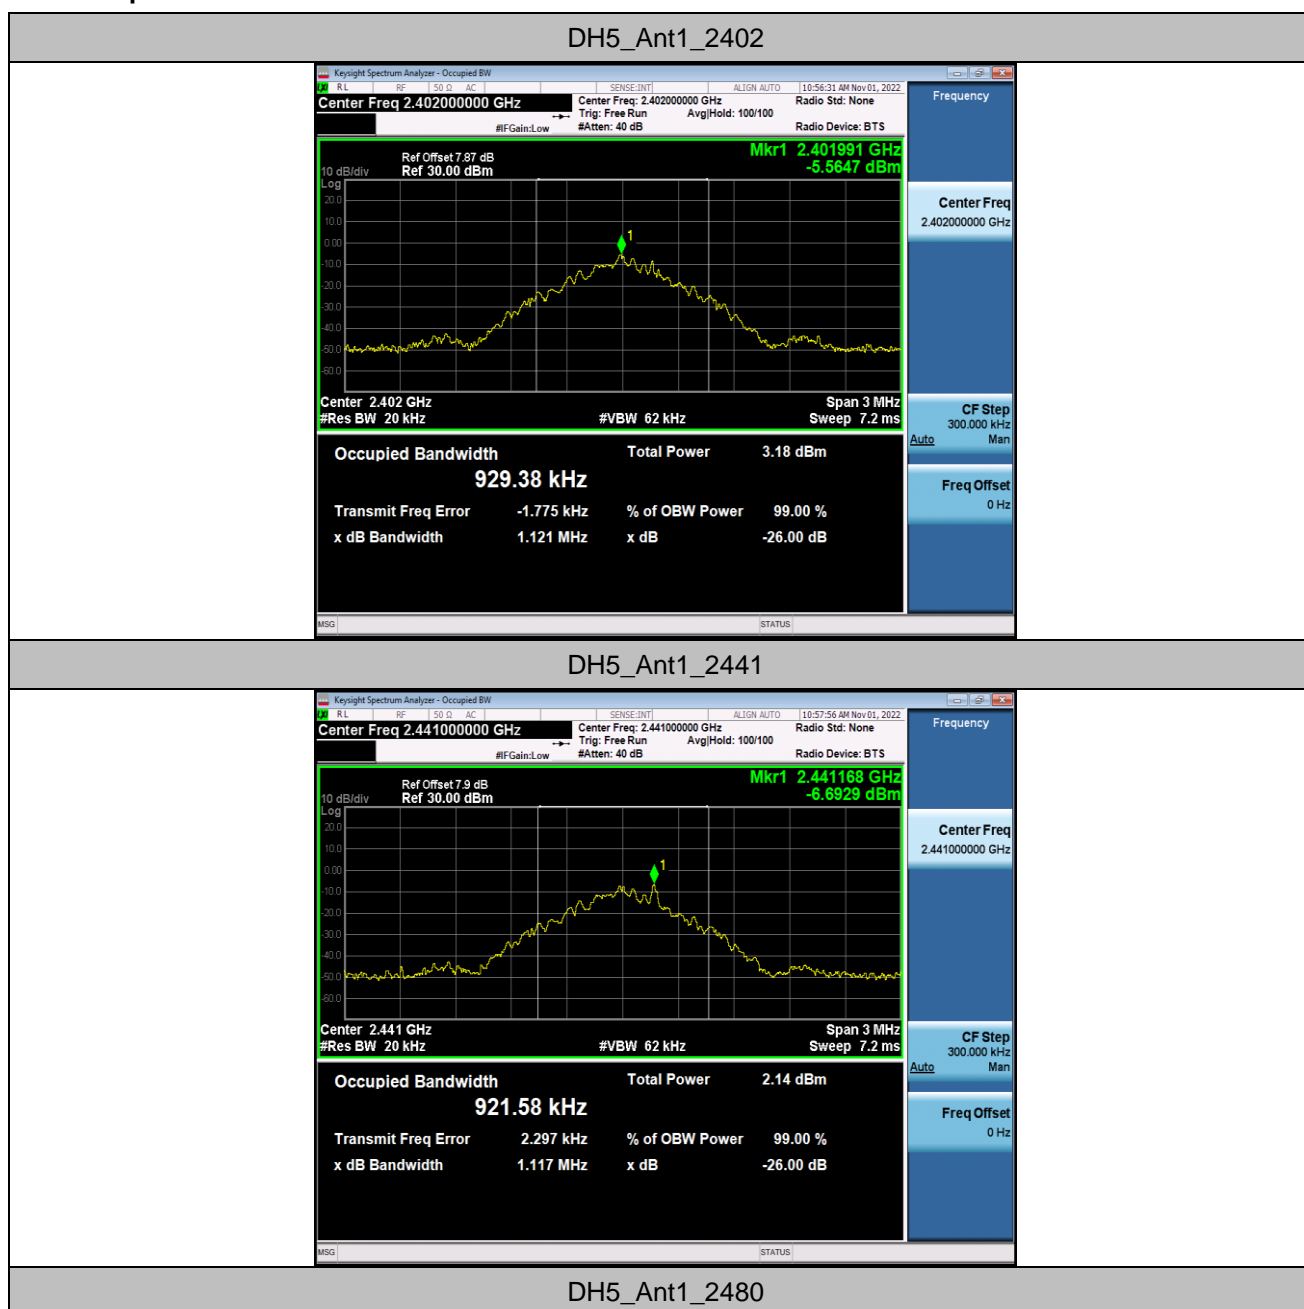 DH5_Ant1_2402
Keysight Spectrum Analyzer - Occupied BW
LXI RL RF 50 Ω AC SENSE:INT ALIGN AUTO 10:56:31 AM Nov 01, 2022
Center Freq 2.402000000 GHz
Center Freq: 2.402000000 GHz Radio Std: None
Trig: Free Run Avg|Hold: 100/100
#IFGain:Low #Atten: 40 dB Radio Device: BTS
Frequency
Mkr1 2.401991 GHz
-5.5647 dBm
Ref Offset 7.87 dB
10 dB/div Ref 30.00 dBm
Log
20.0
10.0
0.00
-10.0
-20.0
-30.0
-40.0
-50.0
-60.0
1
Center 2.402 GHz Span 3 MHz
#Res BW 20 kHz #VBW 62 kHz Sweep 7.2 ms
Center Freq
2.402000000 GHz
CF Step
300.000 kHz
Auto Man
Freq Offset
0 Hz
Occupied Bandwidth Total Power 3.18 dBm
929.38 kHz
Transmit Freq Error -1.775 kHz % of OBW Power 99.00 %
x dB Bandwidth 1.121 MHz x dB -26.00 dB
MSG STATUS
DH5_Ant1_2441
Keysight Spectrum Analyzer - Occupied BW
LXI RL RF 50 Ω AC SENSE:INT ALIGN AUTO 10:57:56 AM Nov 01, 2022
Center Freq 2.441000000 GHz
Center Freq: 2.441000000 GHz Radio Std: None
Trig: Free Run Avg|Hold: 100/100
#IFGain:Low #Atten: 40 dB Radio Device: BTS
Frequency
Mkr1 2.441168 GHz
-6.6929 dBm
Ref Offset 7.9 dB
10 dB/div Ref 30.00 dBm
Log
20.0
10.0
0.00
-10.0
-20.0
-30.0
-40.0
-50.0
-60.0
1
Center 2.441 GHz Span 3 MHz
#Res BW 20 kHz #VBW 62 kHz Sweep 7.2 ms
Center Freq
2.441000000 GHz
CF Step
300.000 kHz
Auto Man
Freq Offset
0 Hz
Occupied Bandwidth Total Power 2.14 dBm
921.58 kHz
Transmit Freq Error 2.297 kHz % of OBW Power 99.00 %
x dB Bandwidth 1.117 MHz x dB -26.00 dB
MSG STATUS
DH5_Ant1_2480